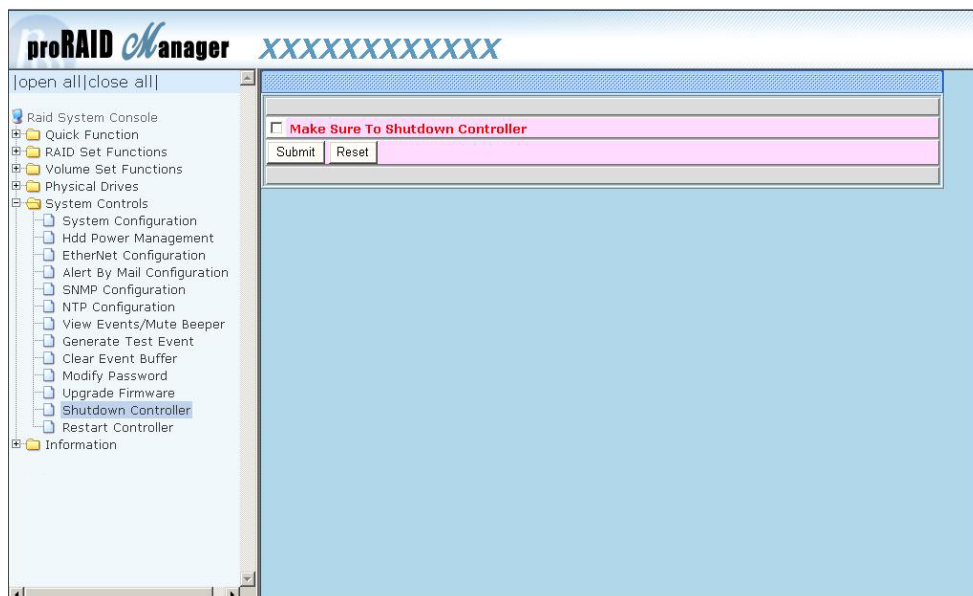 proRAID Manager XXXXXXXXXXXX
|open all|close all|
Raid System Console
Quick Function
RAID Set Functions
Volume Set Functions
Physical Drives
System Controls
System Configuration
Hdd Power Management
EtherNet Configuration
Alert By Mail Configuration
SNMP Configuration
NTP Configuration
View Events/Mute Beeper
Generate Test Event
Clear Event Buffer
Modify Password
Upgrade Firmware
Shutdown Controller
Restart Controller
Information
Make Sure To Shutdown Controller
Submit Reset